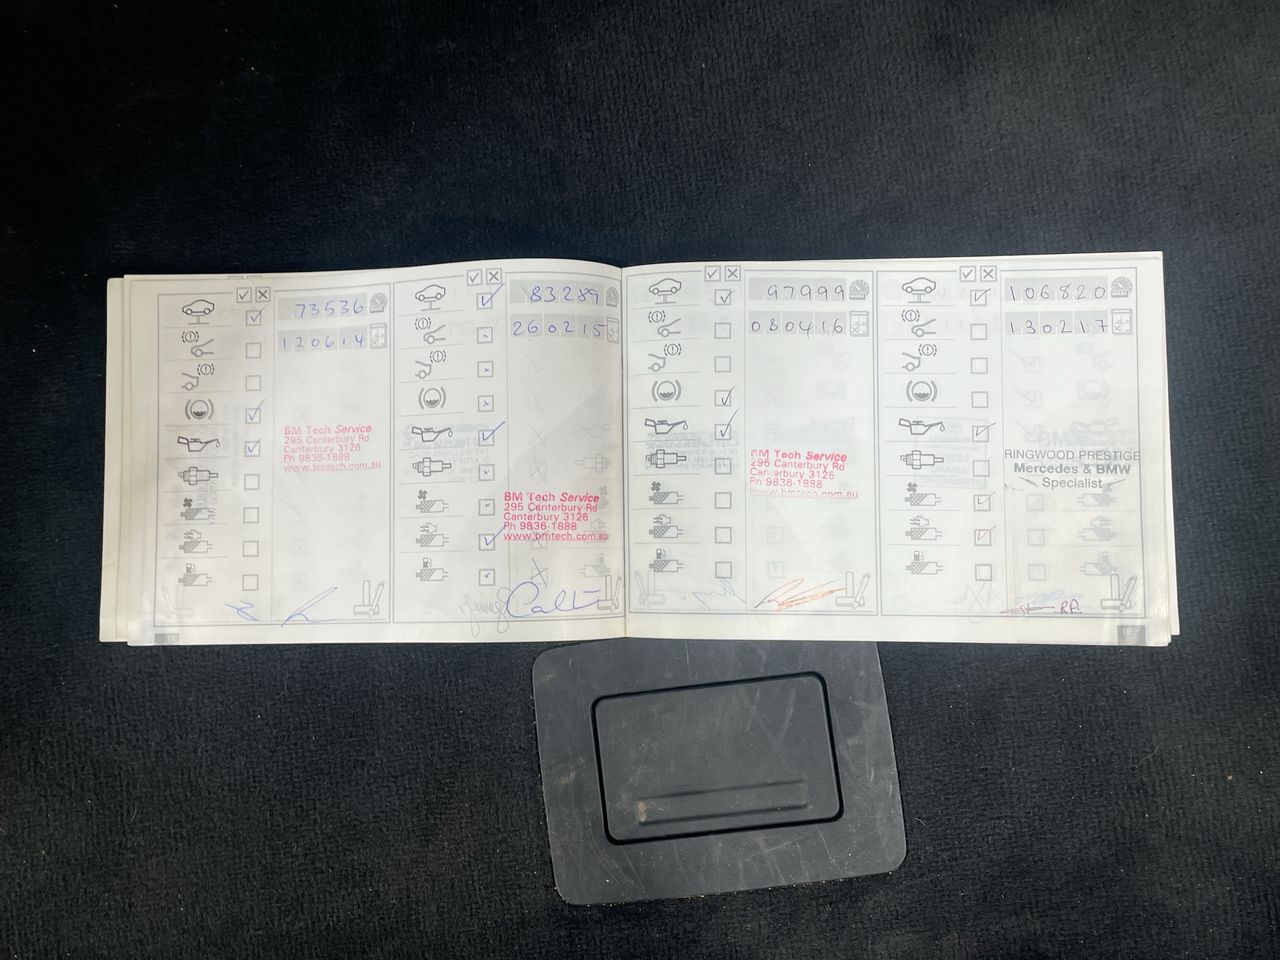 73536
120614
BM Tech Service
295 Canterbury Rd
Canterbury 3126
Ph 9836-1888
www.bmtech.com.au
83289
260215
BM Tech Service
295 Canterbury Rd
Canterbury 3126
Ph 9836-1888
www.bmtech.com.au
97999
080416
BM Tech Service
295 Canterbury Rd
Canterbury 3126
Ph 9836-1888
www.bmtech.com.au
106820
130217
RINGWOOD PRESTIGE
Mercedes & BMW
Specialist
RP.